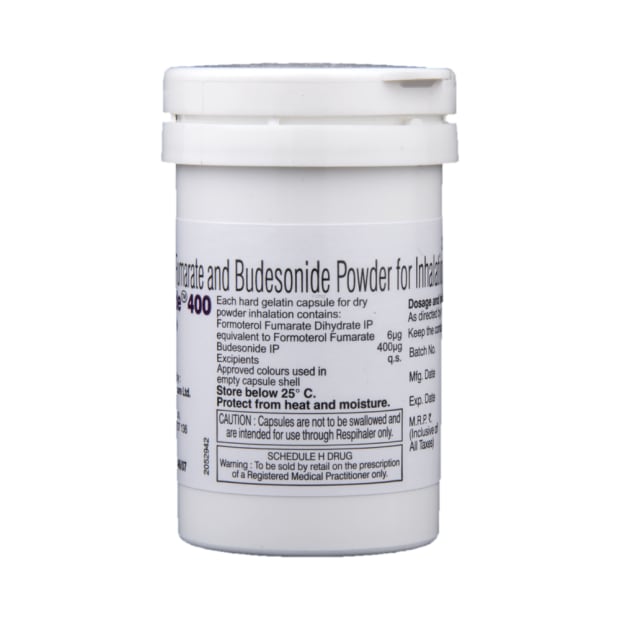 Fumarate and Budesonide Powder for Inhalation
e®400
Each hard gelatin capsule for dry
powder inhalation contains:
Formoterol Fumarate Dihydrate IP
equivalent to Formoterol Fumarate 6µg
Budesonide IP 400µg
Excipients q.s.
Approved colours used in
empty capsule shell
Store below 25° C.
Protect from heat and moisture.
CAUTION : Capsules are not to be swallowed and
are intended for use through Respihaler only.
SCHEDULE H DRUG
Warning : To be sold by retail on the prescription
of a Registered Medical Practitioner only.
2052942
Dosage and
As directed by
Keep the
Batch No.
Mfg. Date
Exp. Date
M.R.P. ₹
(Inclusive of
All Taxes)
Ltd.